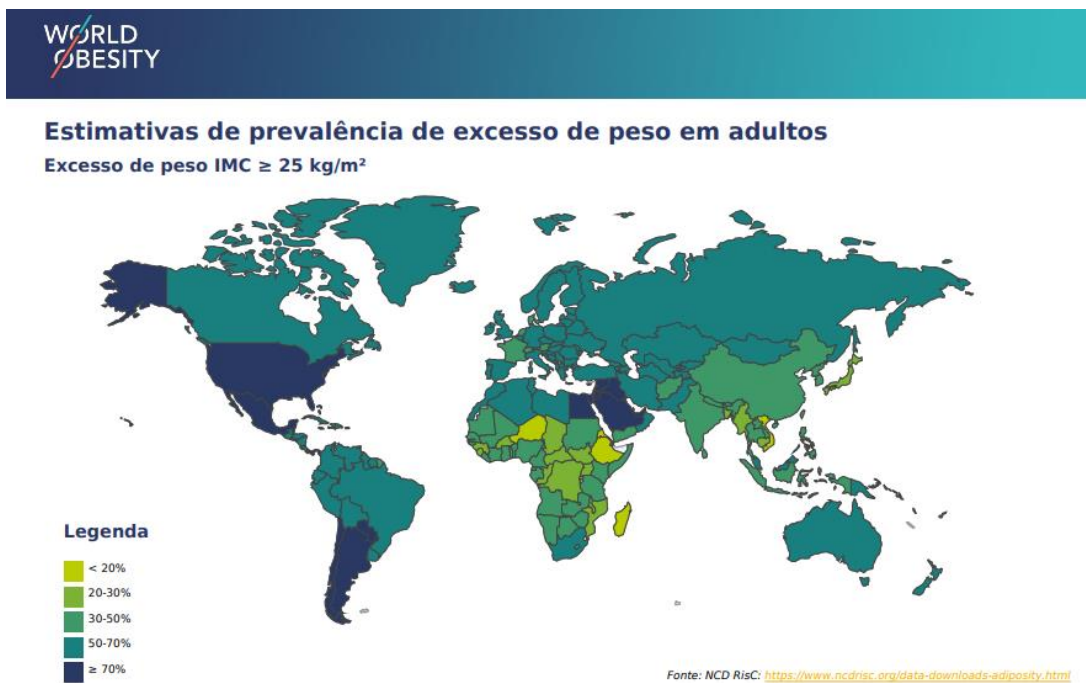 WORLD
OBESITY
Estimativas de prevalência de excesso de peso em adultos
Excesso de peso IMC ≥ 25 kg/m²
Legenda
< 20%
20-30%
30-50%
50-70%
≥ 70%
Fonte: NCD RisC: https://www.ncdrisc.org/data-downloads-adiposity.html